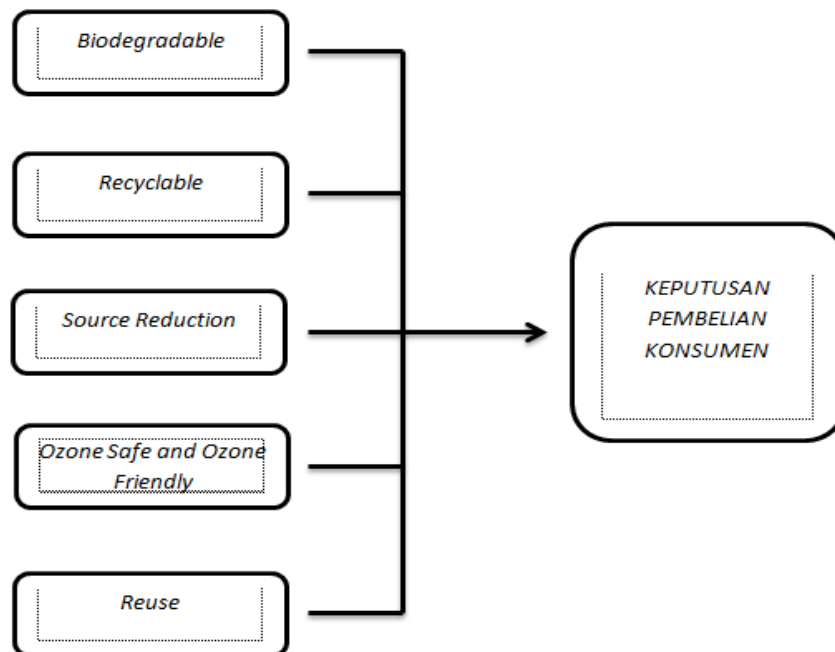 Biodegradable
Recyclable
Source Reduction
Ozone Safe and Ozone
Friendly
Reuse
KEPUTUSAN
PEMBELIAN
KONSUMEN